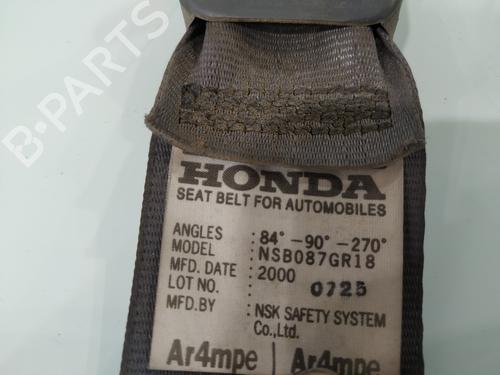 B-PARTS
HONDA
SEAT BELT FOR AUTOMOBILES
ANGLES : 84°-90°-270°
MODEL : NSB087GR18
MFD. DATE : 2000
LOT NO. : 0725
MFD.BY : NSK SAFETY SYSTEM
Co.,Ltd.
Ar4mpe | Ar4mpe